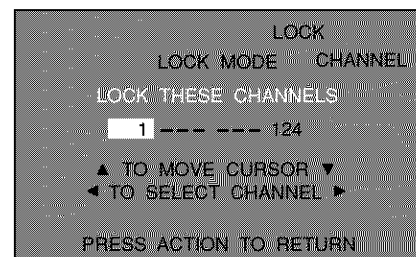 LOCK
LOCK MODE CHANNEL
LOCK THESE CHANNELS
1 --- --- 124
▲ TO MOVE CURSOR ▼
◄ TO SELECT CHANNEL ►
PRESS ACTION TO RETURN